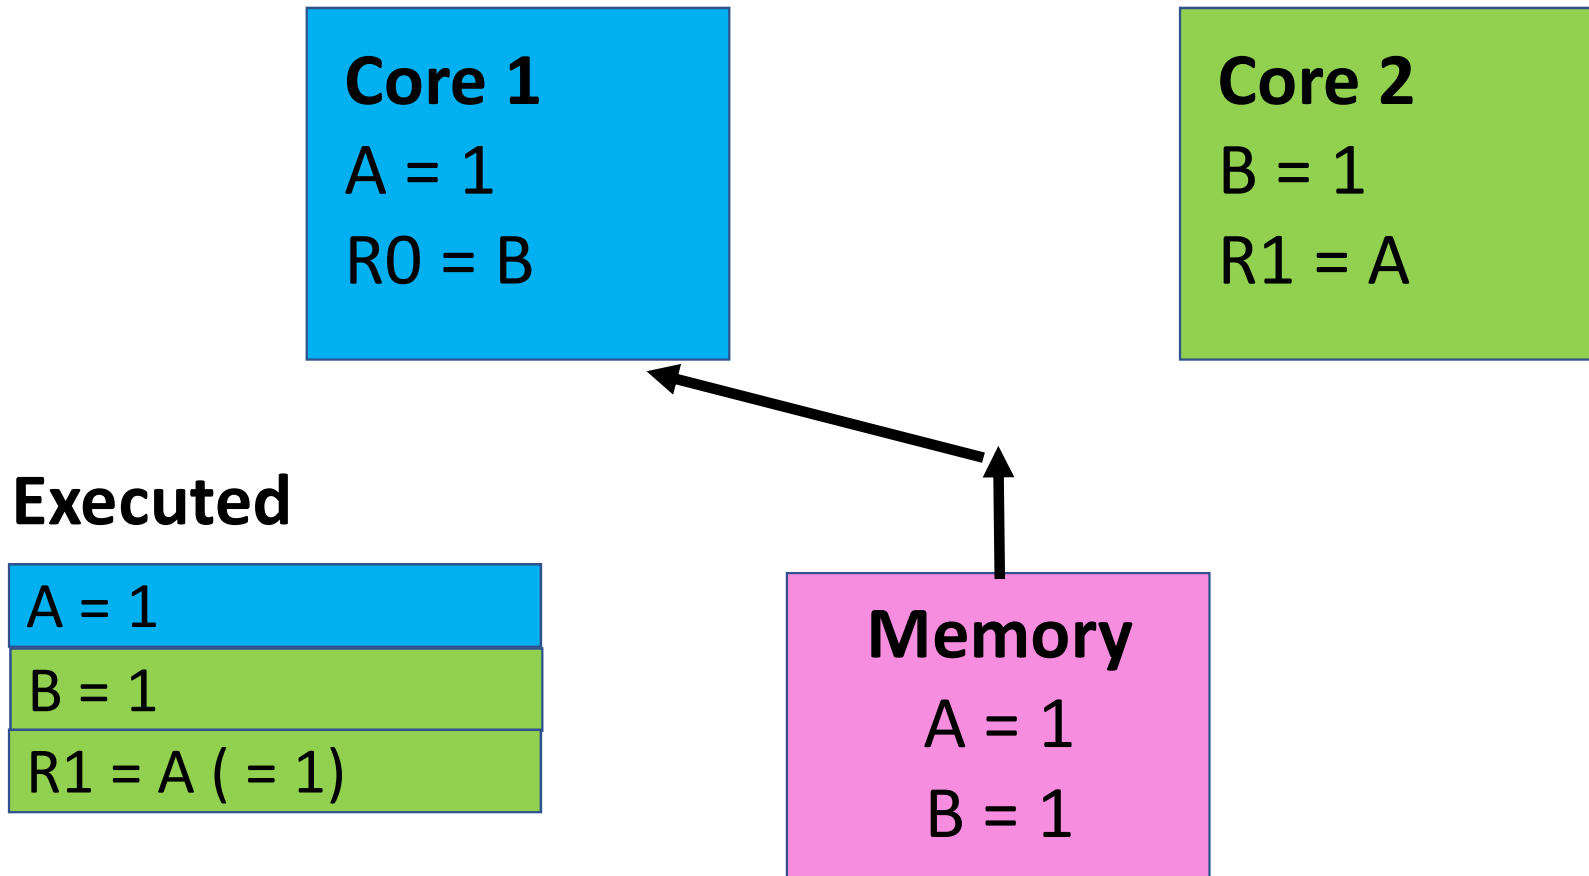 Core 1
A = 1
R0 = B
Core 2
B = 1
R1 = A
Executed
A = 1
B = 1
R1 = A ( = 1)
Memory
A = 1
B = 1